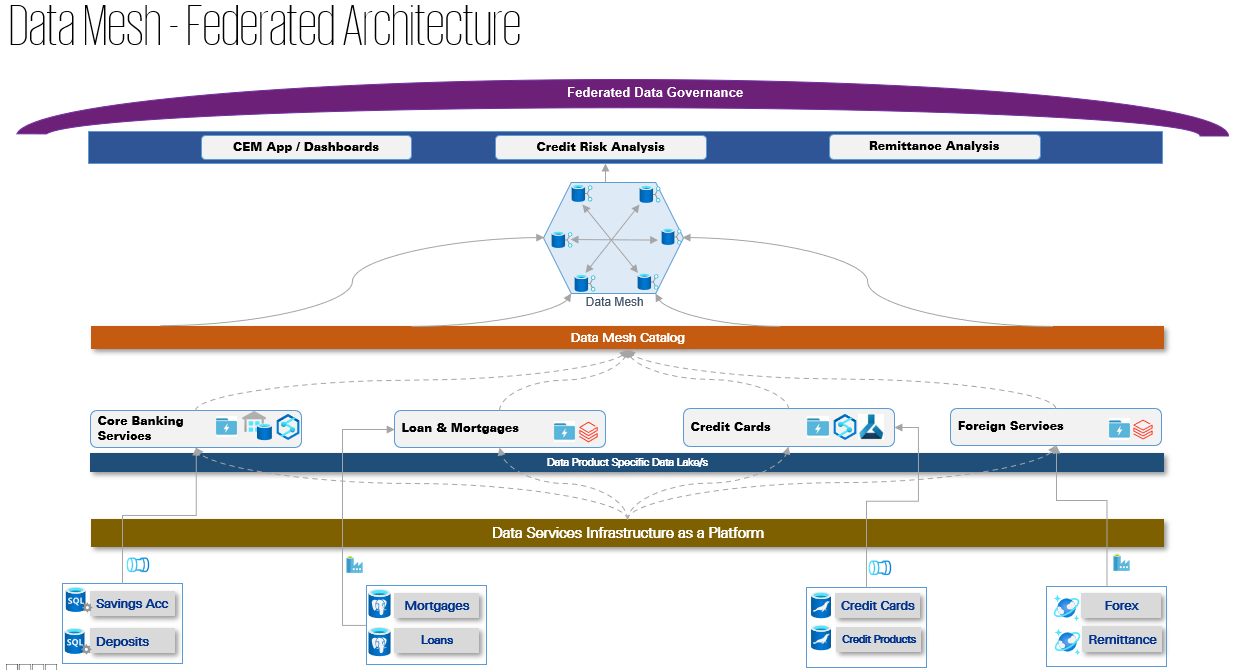 Data Mesh - Federated Architecture
Federated Data Governance
CEM App / Dashboards
Credit Risk Analysis
Remittance Analysis
Data Mesh
Data Mesh Catalog
Core Banking
Services
Loan & Mortgages
Credit Cards
Foreign Services
Data Product Specific Data Lake/s
Data Services Infrastructure as a Platform
SQL
Savings Acc
SQL
Deposits
Mortgages
Loans
Credit Cards
Credit Products
Forex
Remittance